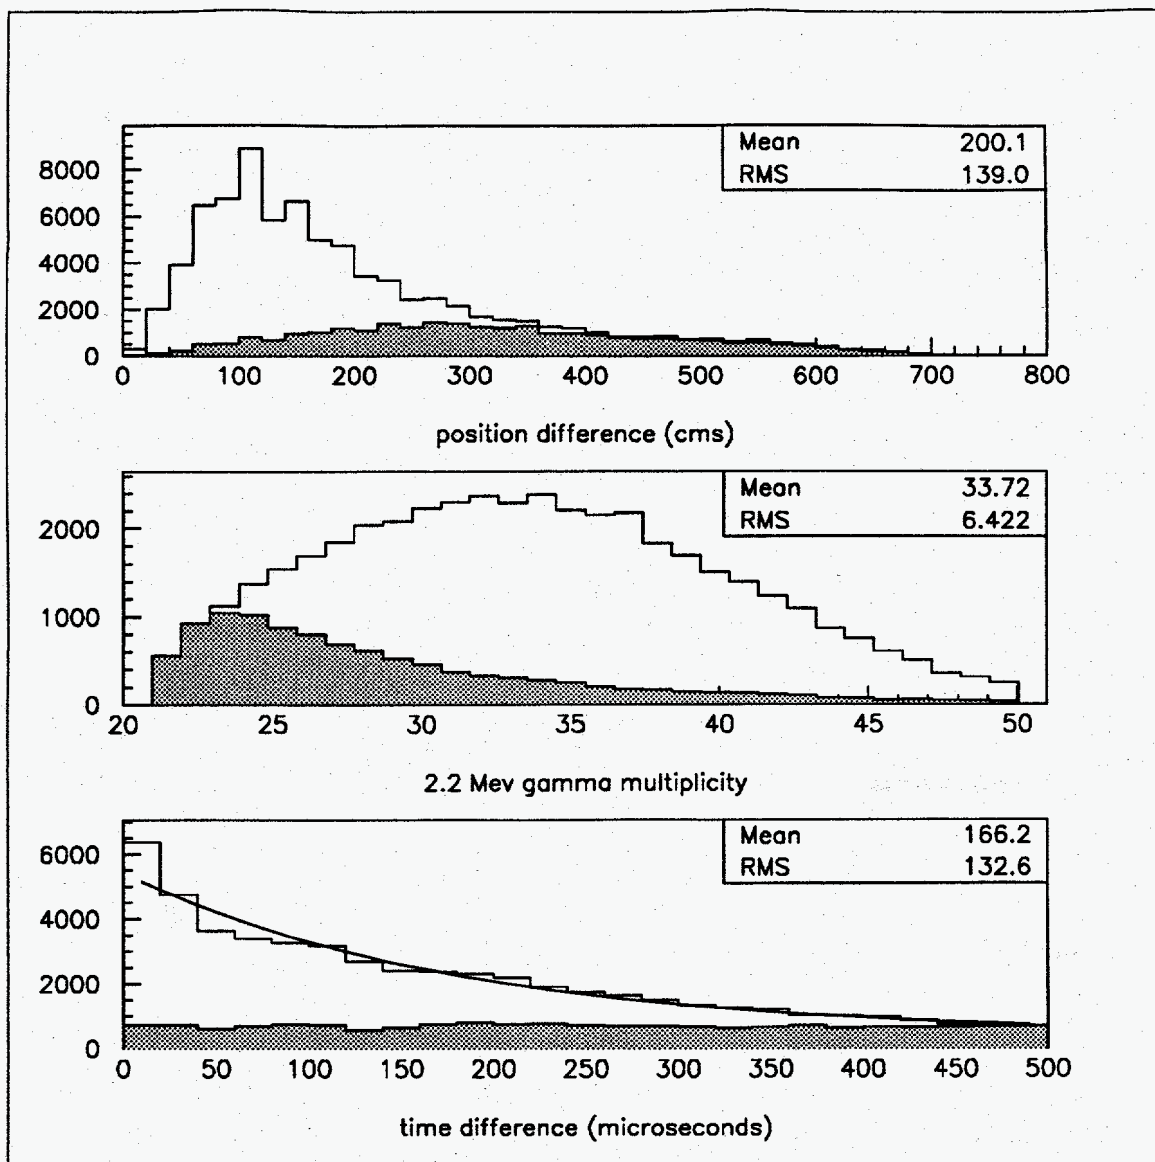 Mean 200.1
RMS 139.0
8000
6000
4000
2000
0
0 100 200 300 400 500 600 700 800
position difference (cms)
Mean 33.72
RMS 6.422
2000
1000
0
20 25 30 35 40 45 50
2.2 Mev gamma multiplicity
Mean 166.2
RMS 132.6
6000
4000
2000
0
0 50 100 150 200 250 300 350 400 450 500
time difference (microseconds)